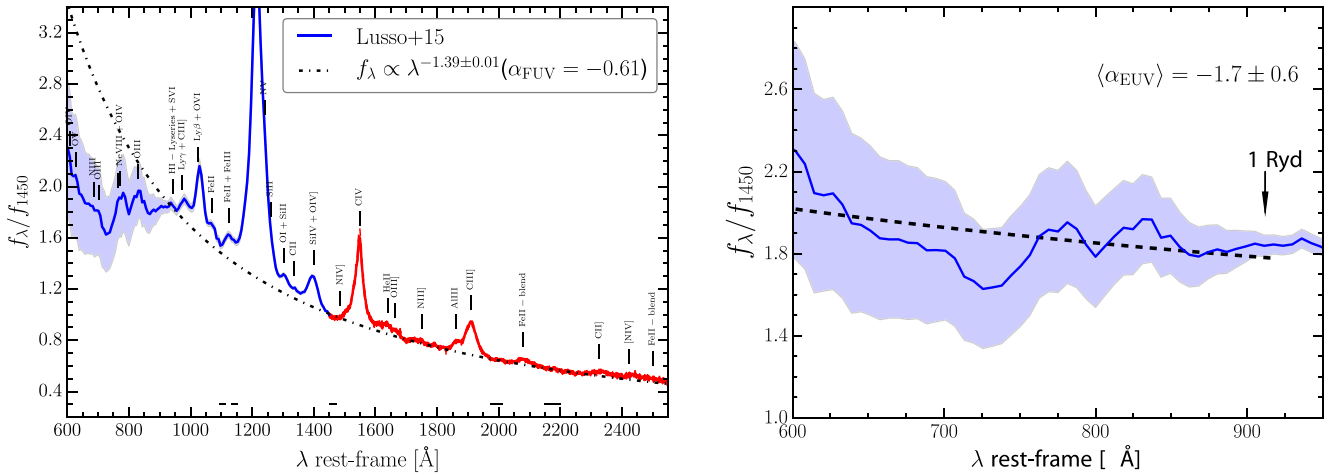 3.2
2.8
2.4
2.0
1.6
1.2
0.8
0.4
f_λ/f_1450
600 800 1000 1200 1400 1600 1800 2000 2200 2400
λ rest-frame [Å]
Lusso+15
f_λ ∝ λ^−1.39±0.01 (α_FUV = −0.61)
OV
NIII
OIII
NeVIII + OIV
OIII
HI − Lyseries + SVI
Lyγ + CIII]
Lyβ + OVI
FeII
FeII + FeIII
NV
SiII
OI + SiII
CII
SiIV + OIV]
NIV]
CIV
HeII
OIII]
NIII]
AlIII
CIII]
FeII − blend
CII]
[NIV]
FeII − blend
2.6
2.2
1.8
1.4
1.0
f_λ/f_1450
600 700 800 900
λ rest-frame [ Å]
⟨α_EUV⟩ = −1.7 ± 0.6
1 Ryd